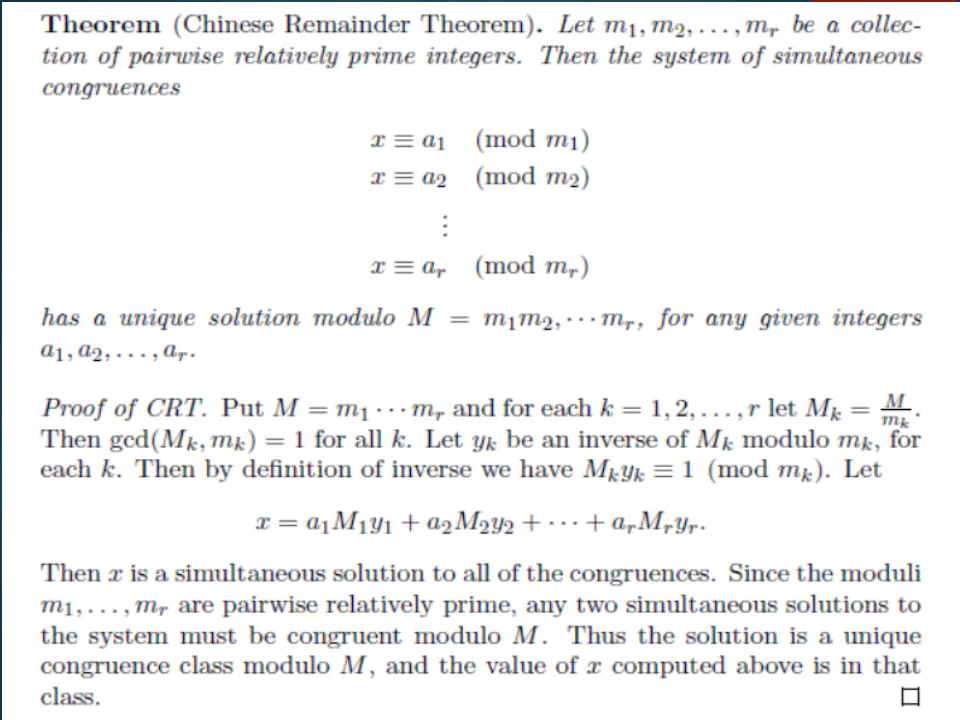 Theorem (Chinese Remainder Theorem). Let m₁, m₂, . . . , mᵣ be a collec-
tion of pairwise relatively prime integers. Then the system of simultaneous
congruences
x ≡ a₁ (mod m₁)
x ≡ a₂ (mod m₂)
⋮
x ≡ aᵣ (mod mᵣ)
has a unique solution modulo M = m₁m₂, · · · mᵣ, for any given integers
a₁, a₂, . . . , aᵣ.
Proof of CRT. Put M = m₁ · · · mᵣ and for each k = 1, 2, . . . , r let Mₖ = M/mₖ.
Then gcd(Mₖ, mₖ) = 1 for all k. Let yₖ be an inverse of Mₖ modulo mₖ, for
each k. Then by definition of inverse we have Mₖyₖ ≡ 1 (mod mₖ). Let
x = a₁M₁y₁ + a₂M₂y₂ + · · · + aᵣMᵣyᵣ.
Then x is a simultaneous solution to all of the congruences. Since the moduli
m₁, . . . , mᵣ are pairwise relatively prime, any two simultaneous solutions to
the system must be congruent modulo M. Thus the solution is a unique
congruence class modulo M, and the value of x computed above is in that
class. □